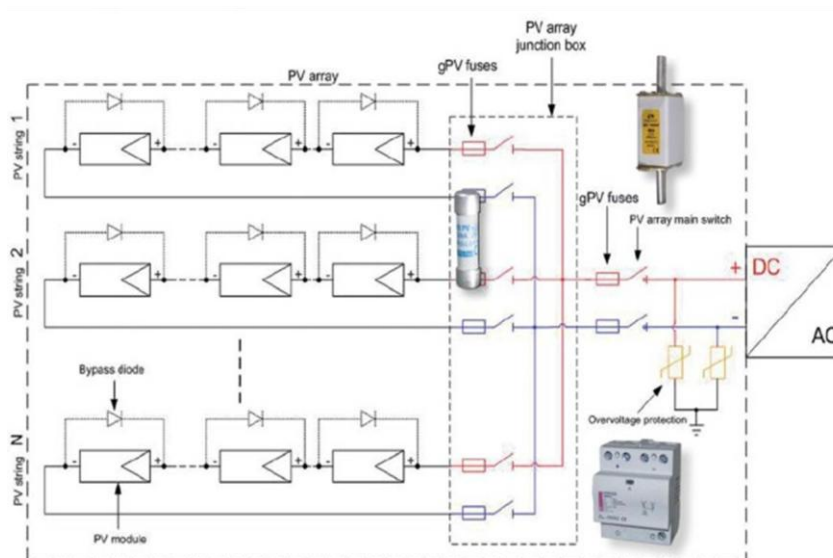 PV array
junction box
gPV fuses
PV array
PV string 1
gPV fuses
PV array main switch
PV string 2
+ DC
-
AC
Bypass diode
Overvoltage protection
PV string N
PV module